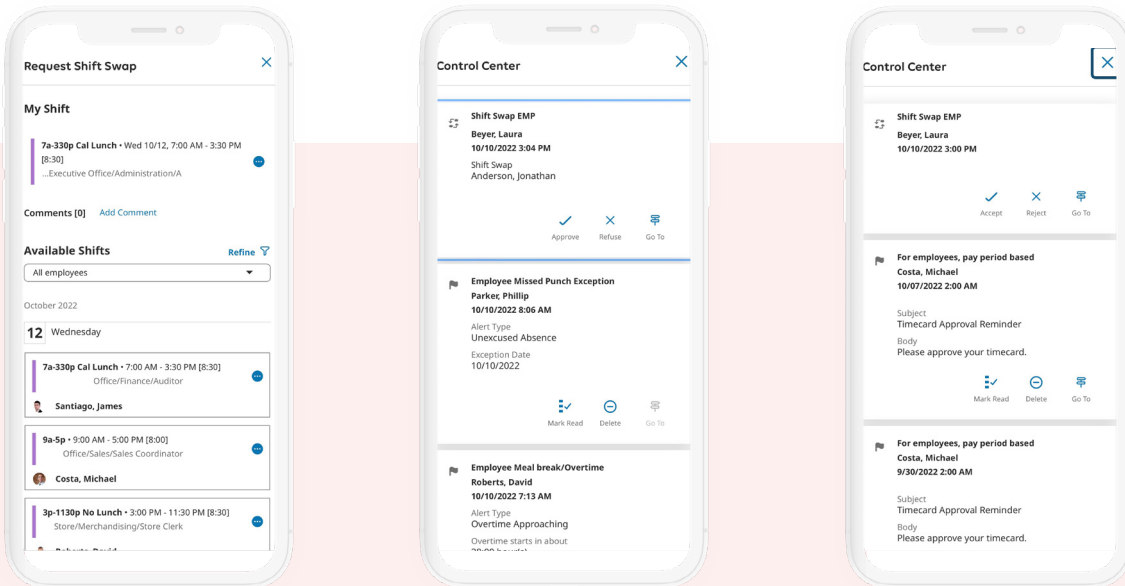 Request Shift Swap
My Shift
7a-330p Cal Lunch • Wed 10/12, 7:00 AM - 3:30 PM
[8:30]
...Executive Office/Administration/A
Comments [0] Add Comment
Available Shifts
Refine
All employees
October 2022
12 Wednesday
7a-330p Cal Lunch • 7:00 AM - 3:30 PM [8:30]
Office/Finance/Auditor
Santiago, James
9a-5p • 9:00 AM - 5:00 PM [8:00]
Office/Sales/Sales Coordinator
Costa, Michael
3p-1130p No Lunch • 3:00 PM - 11:30 PM [8:30]
Store/Merchandising/Store Clerk
Control Center
Shift Swap EMP
Beyer, Laura
10/10/2022 3:04 PM
Shift Swap
Anderson, Jonathan
Approve Refuse Go To
Employee Missed Punch Exception
Parker, Phillip
10/10/2022 8:06 AM
Alert Type
Unexcused Absence
Exception Date
10/10/2022
Mark Read Delete Go To
Employee Meal break/Overtime
Roberts, David
10/10/2022 7:13 AM
Alert Type
Overtime Approaching
Overtime starts in about
Control Center
Shift Swap EMP
Beyer, Laura
10/10/2022 3:00 PM
Accept Reject Go To
For employees, pay period based
Costa, Michael
10/07/2022 2:00 AM
Subject
Timecard Approval Reminder
Body
Please approve your timecard.
Mark Read Delete Go To
For employees, pay period based
Costa, Michael
9/30/2022 2:00 AM
Subject
Timecard Approval Reminder
Body
Please approve your timecard.